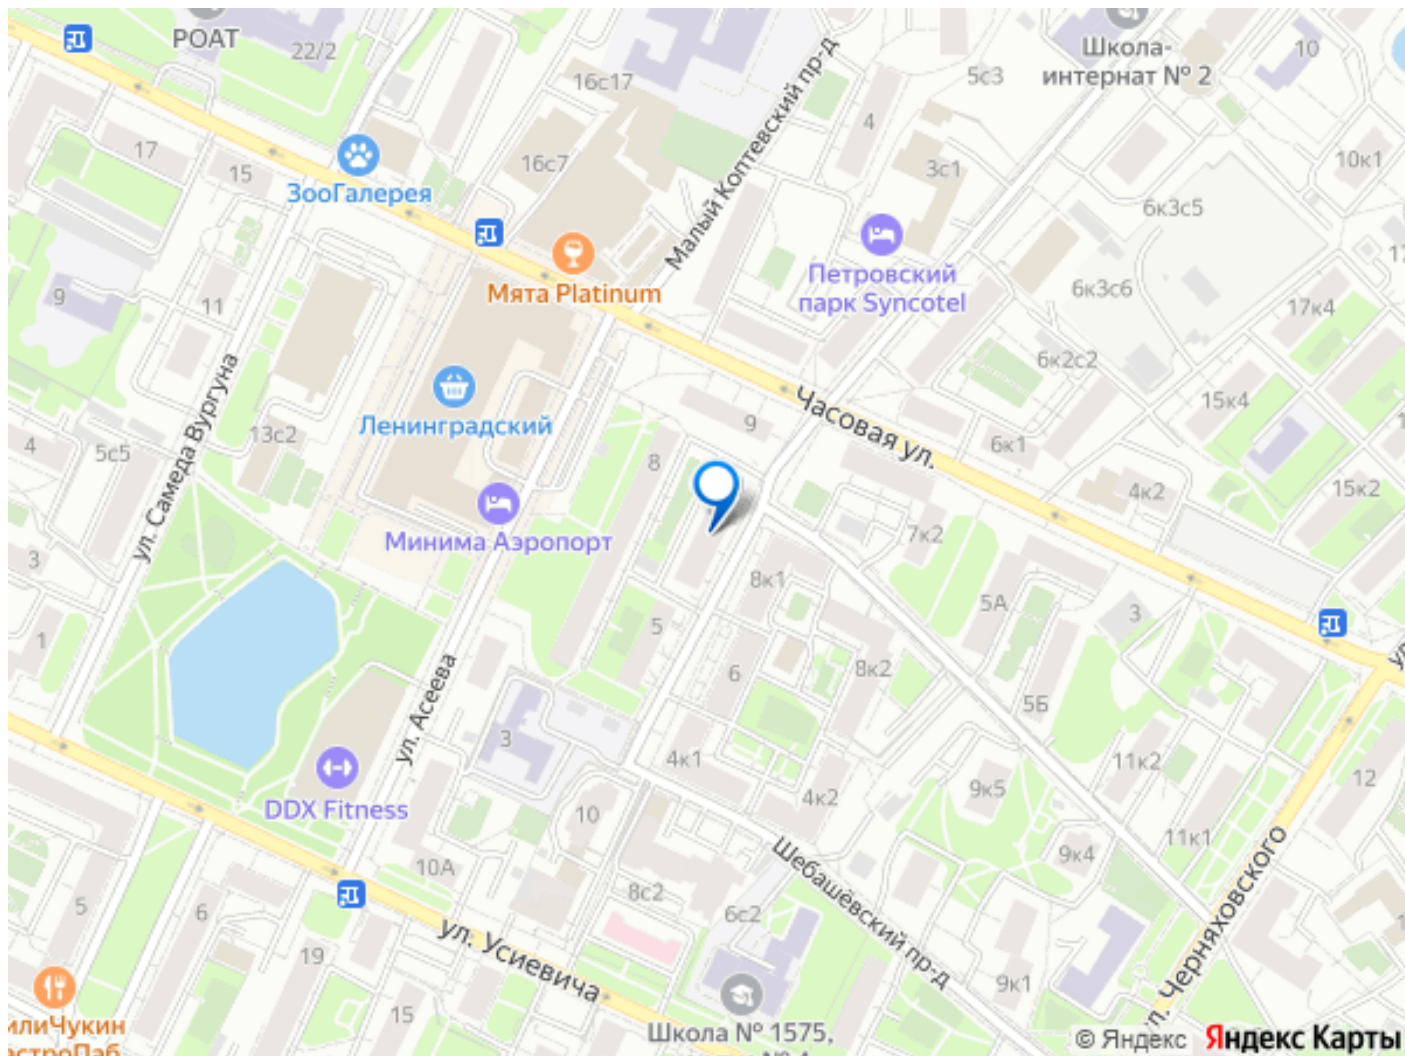 РОАТ
22/2
16с17
Малый Коптевский пр-д
Школа-
интернат № 2
10
5с3
4
17
15
ЗооГалерея
16с7
3с1
10к1
6к3с5
9
11
Мята Platinum
Петровский
парк Syncotel
6к3с6
17к4
ул. Самеда Вургуна
Ленинградский
6к2с2
15к4
Часовая ул.
4
5с5
13с2
8
9
6к1
4к2
15к2
Минима Аэропорт
7к2
3
8к1
5А
3
1
5
6
8к2
5Б
ул. Асеева
3
4к1
11к2
12
DDX Fitness
10
4к2
9к5
11к1
10А
Шебашёвский пр-д
9к4
ул. Черняховского
5
6
8с2
6с2
ул. Усиевича
19
9к1
15
илиЧукин
Школа № 1575,
© Яндекс Яндекс Карты